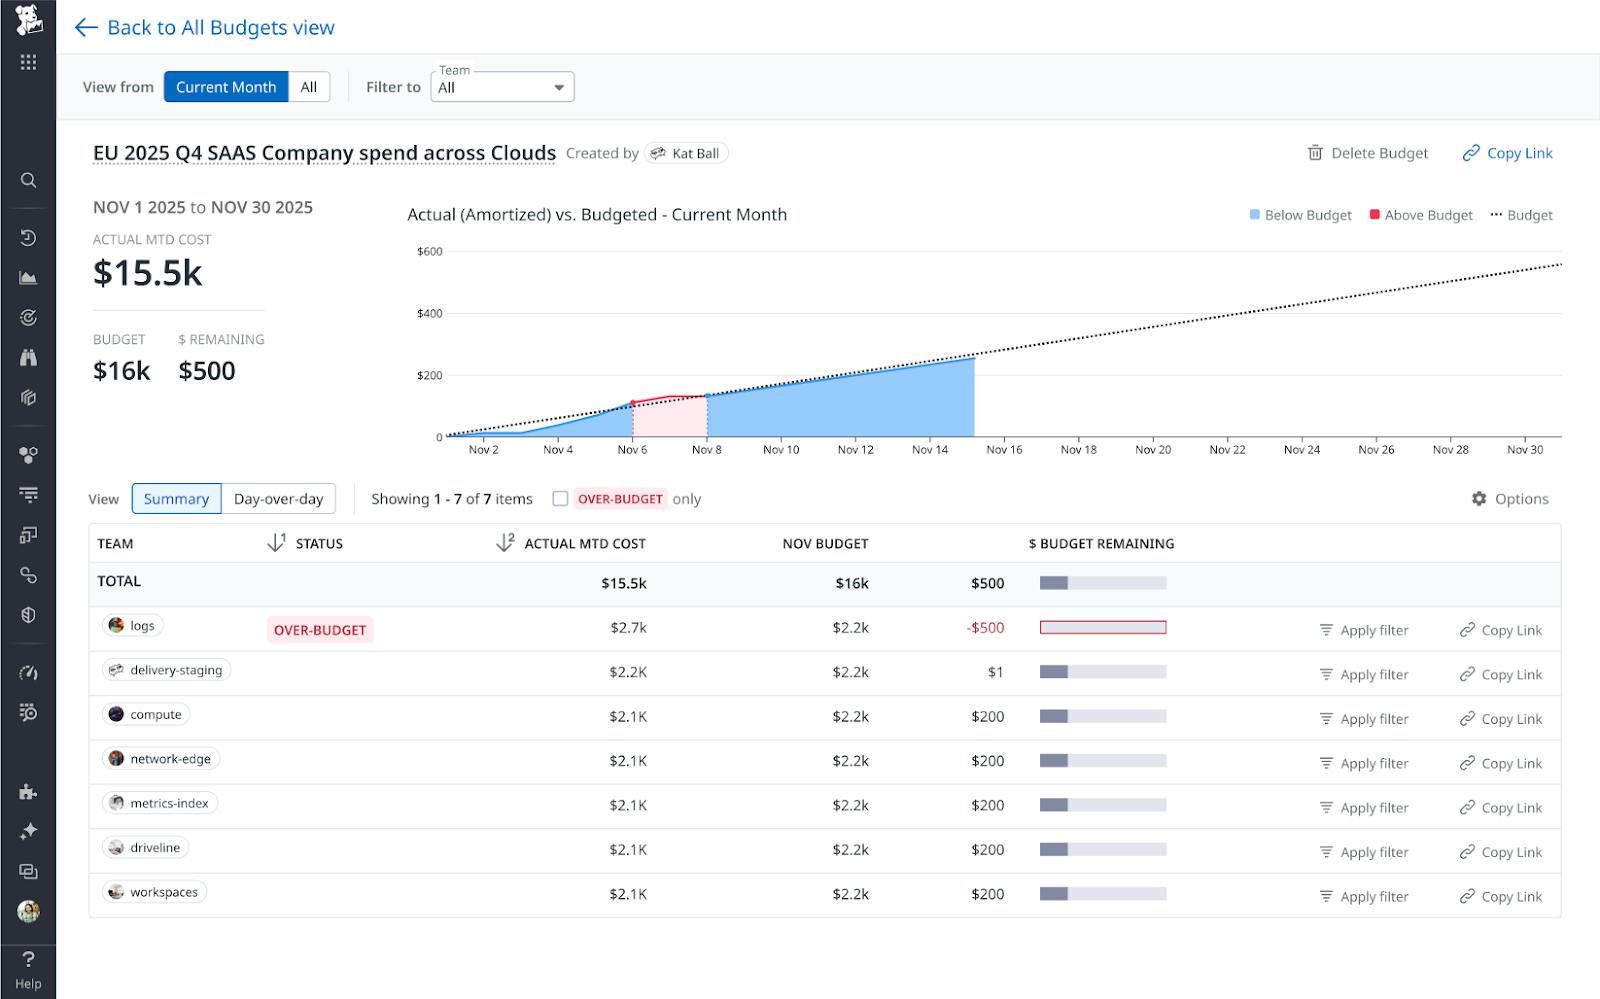 Back to All Budgets view
View from Current Month All Filter to Team All
EU 2025 Q4 SAAS Company spend across Clouds Created by Kat Ball Delete Budget Copy Link
NOV 1 2025 to NOV 30 2025
ACTUAL MTD COST
$15.5k
BUDGET $ REMAINING
$16k $500
Actual (Amortized) vs. Budgeted - Current Month Below Budget Above Budget Budget
$600
$400
$200
0
Nov 2 Nov 4 Nov 6 Nov 8 Nov 10 Nov 12 Nov 14 Nov 16 Nov 18 Nov 20 Nov 22 Nov 24 Nov 26 Nov 28 Nov 30
View Summary Day-over-day Showing 1 - 7 of 7 items OVER-BUDGET only Options
TEAM 1 STATUS 2 ACTUAL MTD COST NOV BUDGET $ BUDGET REMAINING
TOTAL $15.5k $16k $500
logs OVER-BUDGET $2.7k $2.2k -$500 Apply filter Copy Link
delivery-staging $2.2K $2.2k $1 Apply filter Copy Link
compute $2.1K $2.2k $200 Apply filter Copy Link
network-edge $2.1K $2.2k $200 Apply filter Copy Link
metrics-index $2.1K $2.2k $200 Apply filter Copy Link
driveline $2.1K $2.2k $200 Apply filter Copy Link
workspaces $2.1K $2.2k $200 Apply filter Copy Link
?
Help